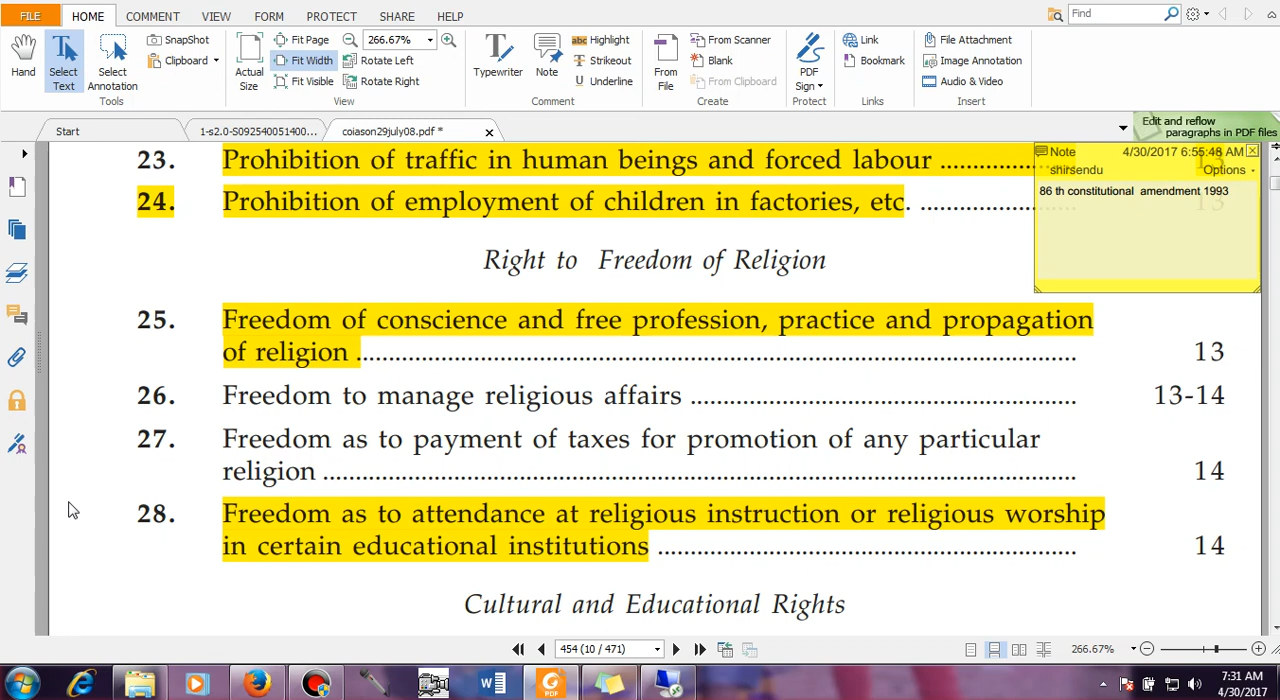 FILE HOME COMMENT VIEW FORM PROTECT SHARE HELP Find
SnapShot Fit Page 266.67% Highlight From Scanner Link File Attachment
Clipboard Fit Width Rotate Left Strikeout Blank Bookmark Image Annotation
Hand Select Text Select Annotation Actual Size Fit Visible Rotate Right Typewriter Note Underline From File From Clipboard PDF Sign Audio & Video
Tools View Comment Create Protect Links Insert
Start 1-s2.0-S092540051400... coiason29july08.pdf * Edit and reflow
paragraphs in PDF files
23. Prohibition of traffic in human beings and forced labour .............. 13
Note 4/30/2017 6:55:46 AM
shirsendu Options
86 th constitutional amendment 1993
24. Prohibition of employment of children in factories, etc. .................. 13
Right to Freedom of Religion
25. Freedom of conscience and free profession, practice and propagation
of religion ........................................................................................................ 13
26. Freedom to manage religious affairs ........................................................ 13-14
27. Freedom as to payment of taxes for promotion of any particular
religion ............................................................................................................. 14
28. Freedom as to attendance at religious instruction or religious worship
in certain educational institutions ............................................................. 14
Cultural and Educational Rights
454 (10 / 471) 266.67%
PDF
7:31 AM
4/30/2017